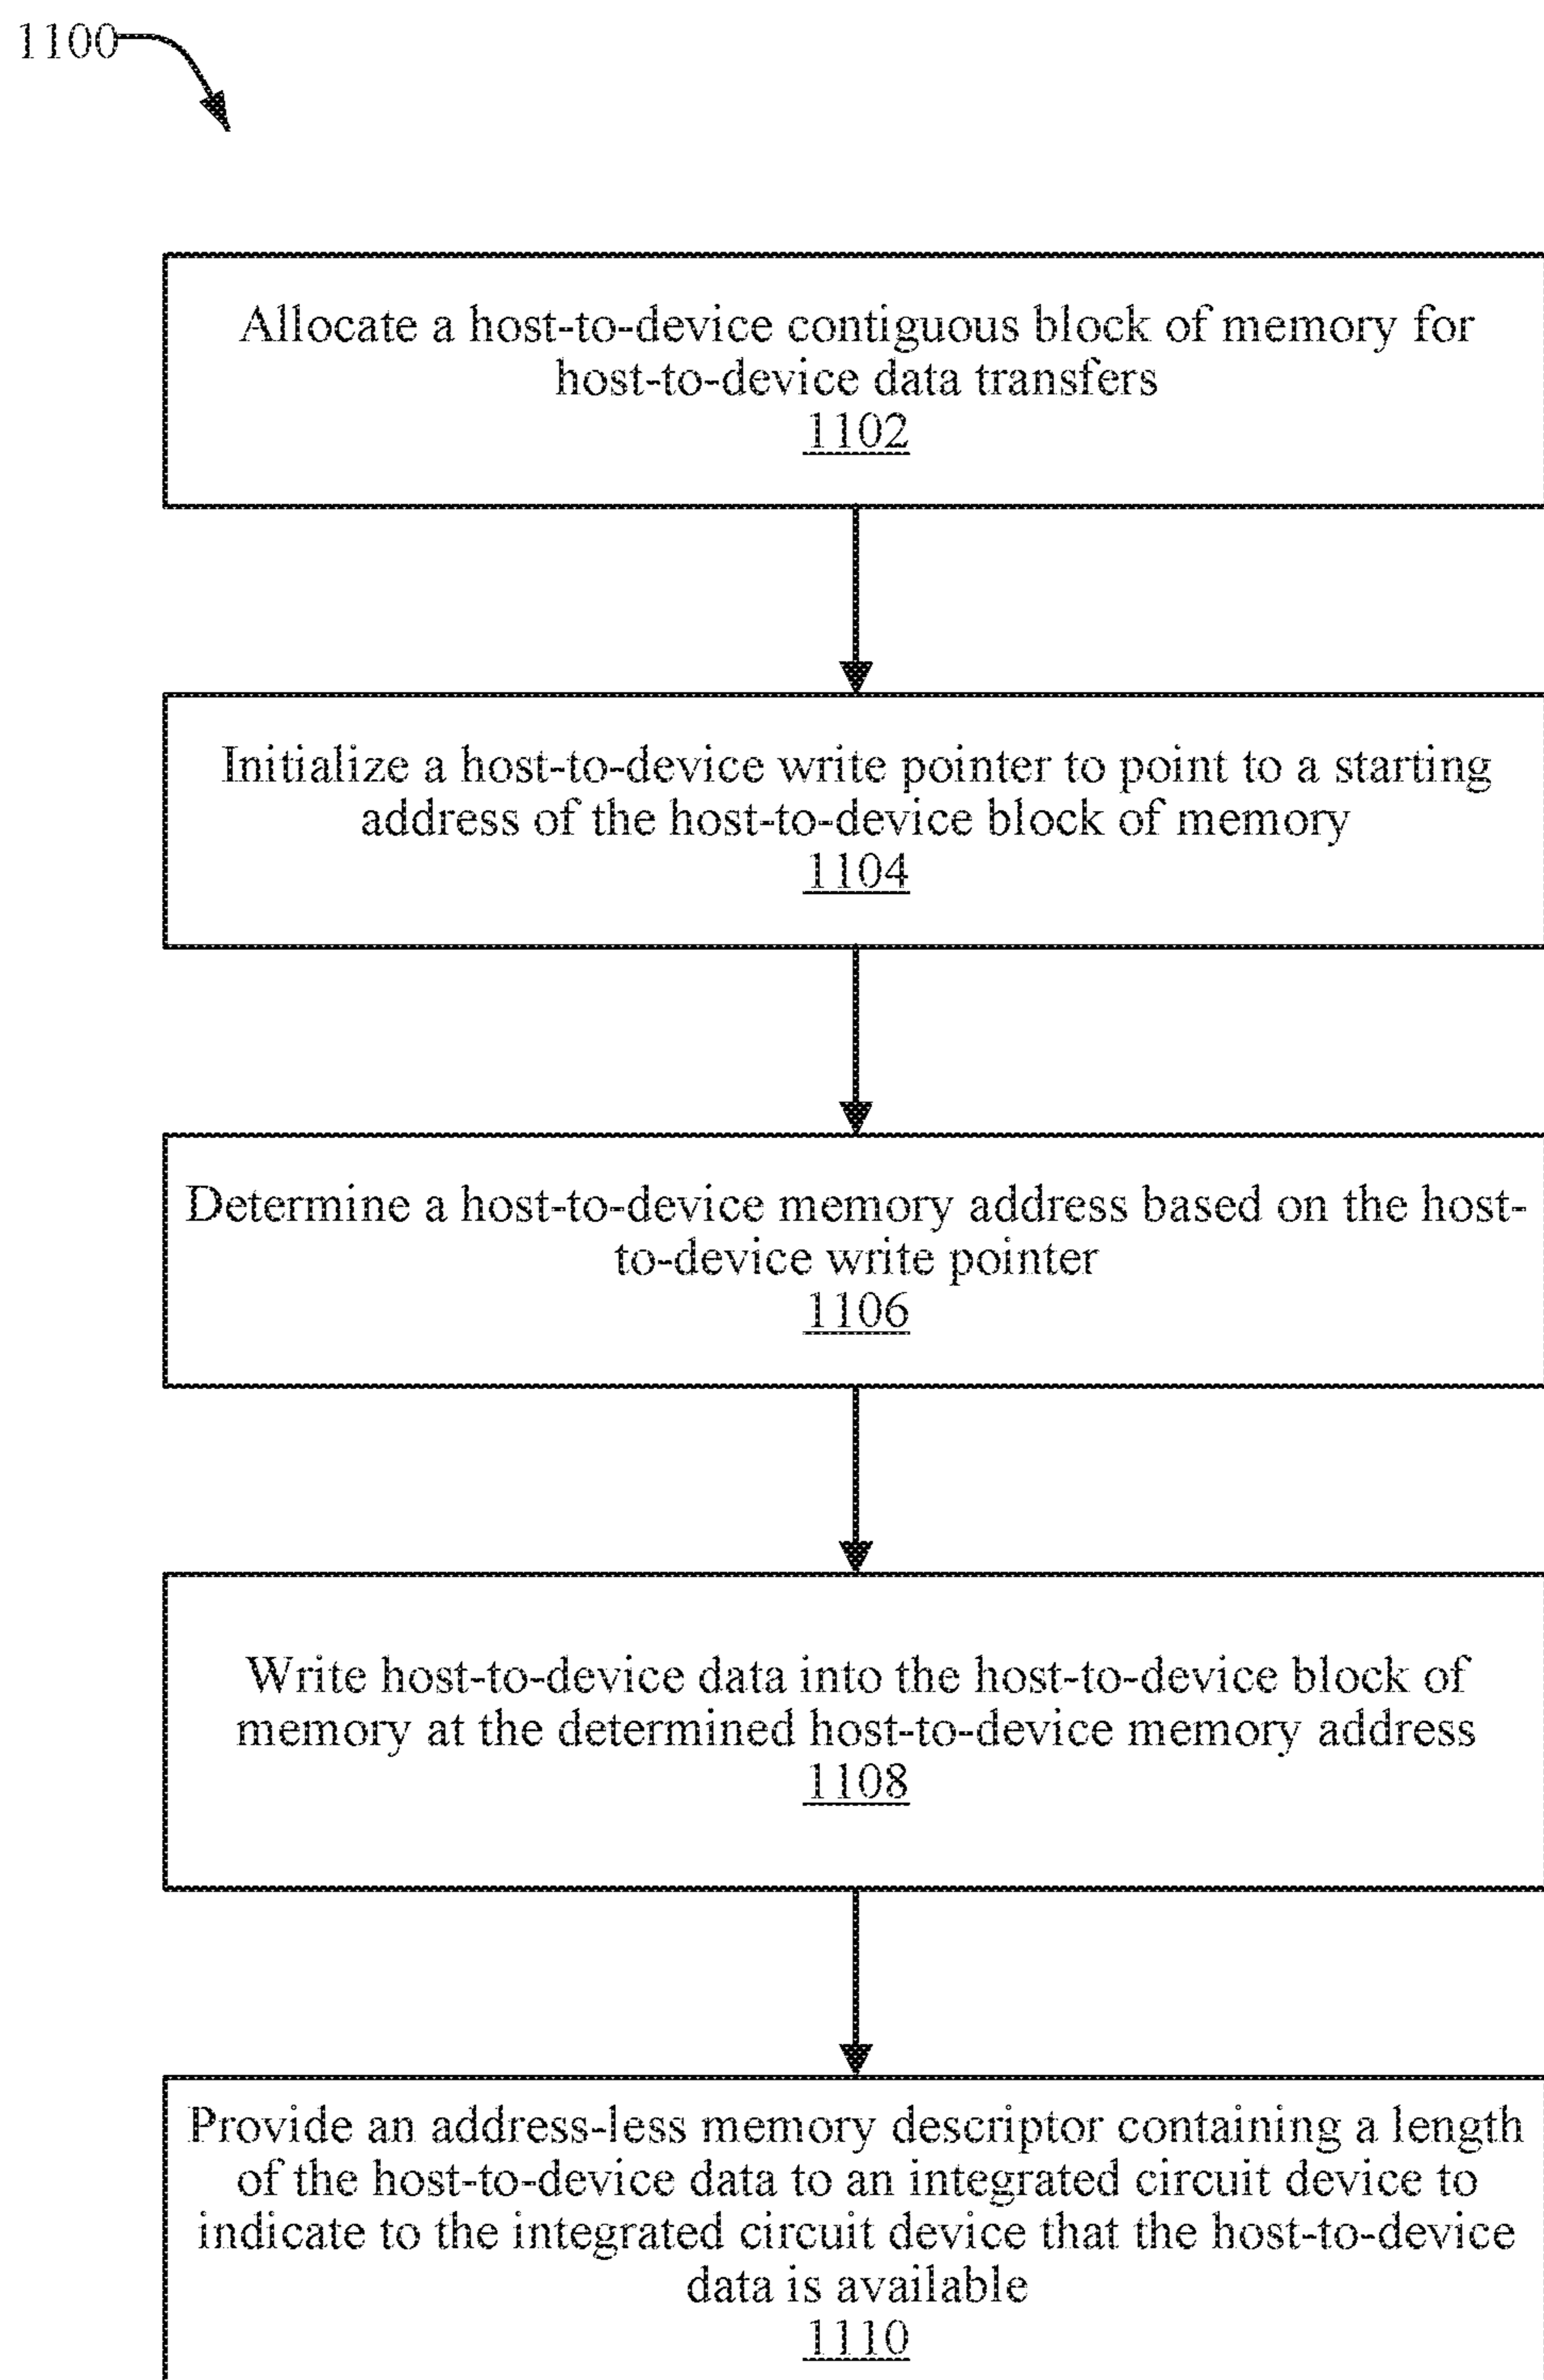 1100
Allocate a host-to-device contiguous block of memory for
host-to-device data transfers
1102
Initialize a host-to-device write pointer to point to a starting
address of the host-to-device block of memory
1104
Determine a host-to-device memory address based on the host-
to-device write pointer
1106
Write host-to-device data into the host-to-device block of
memory at the determined host-to-device memory address
1108
Provide an address-less memory descriptor containing a length
of the host-to-device data to an integrated circuit device to
indicate to the integrated circuit device that the host-to-device
data is available
1110